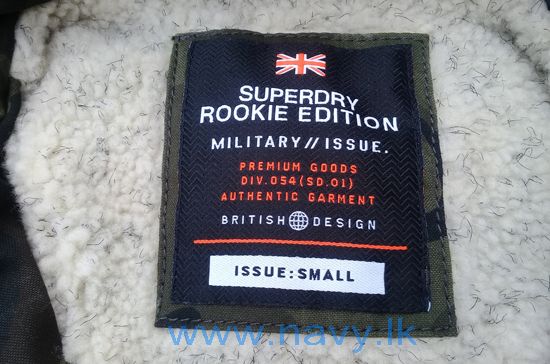 SUPERDRY
ROOKIE EDITION
MILITARY // ISSUE.
PREMIUM GOODS
DIV.054(SD.01)
AUTHENTIC GARMENT
BRITISH DESIGN
ISSUE:SMALL
www.navy.lk